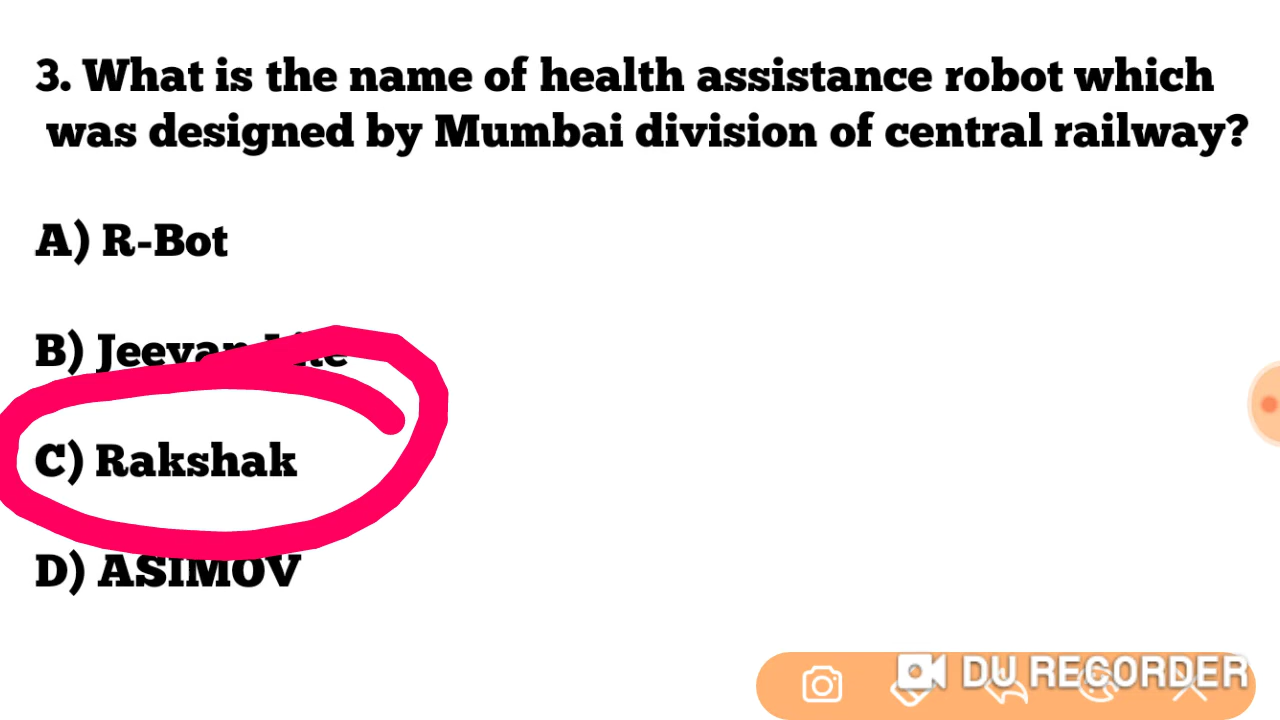 3. What is the name of health assistance robot which
was designed by Mumbai division of central railway?
A) R-Bot
B) Jeevan Lite
C) Rakshak
D) ASIMOV
DU RECORDER